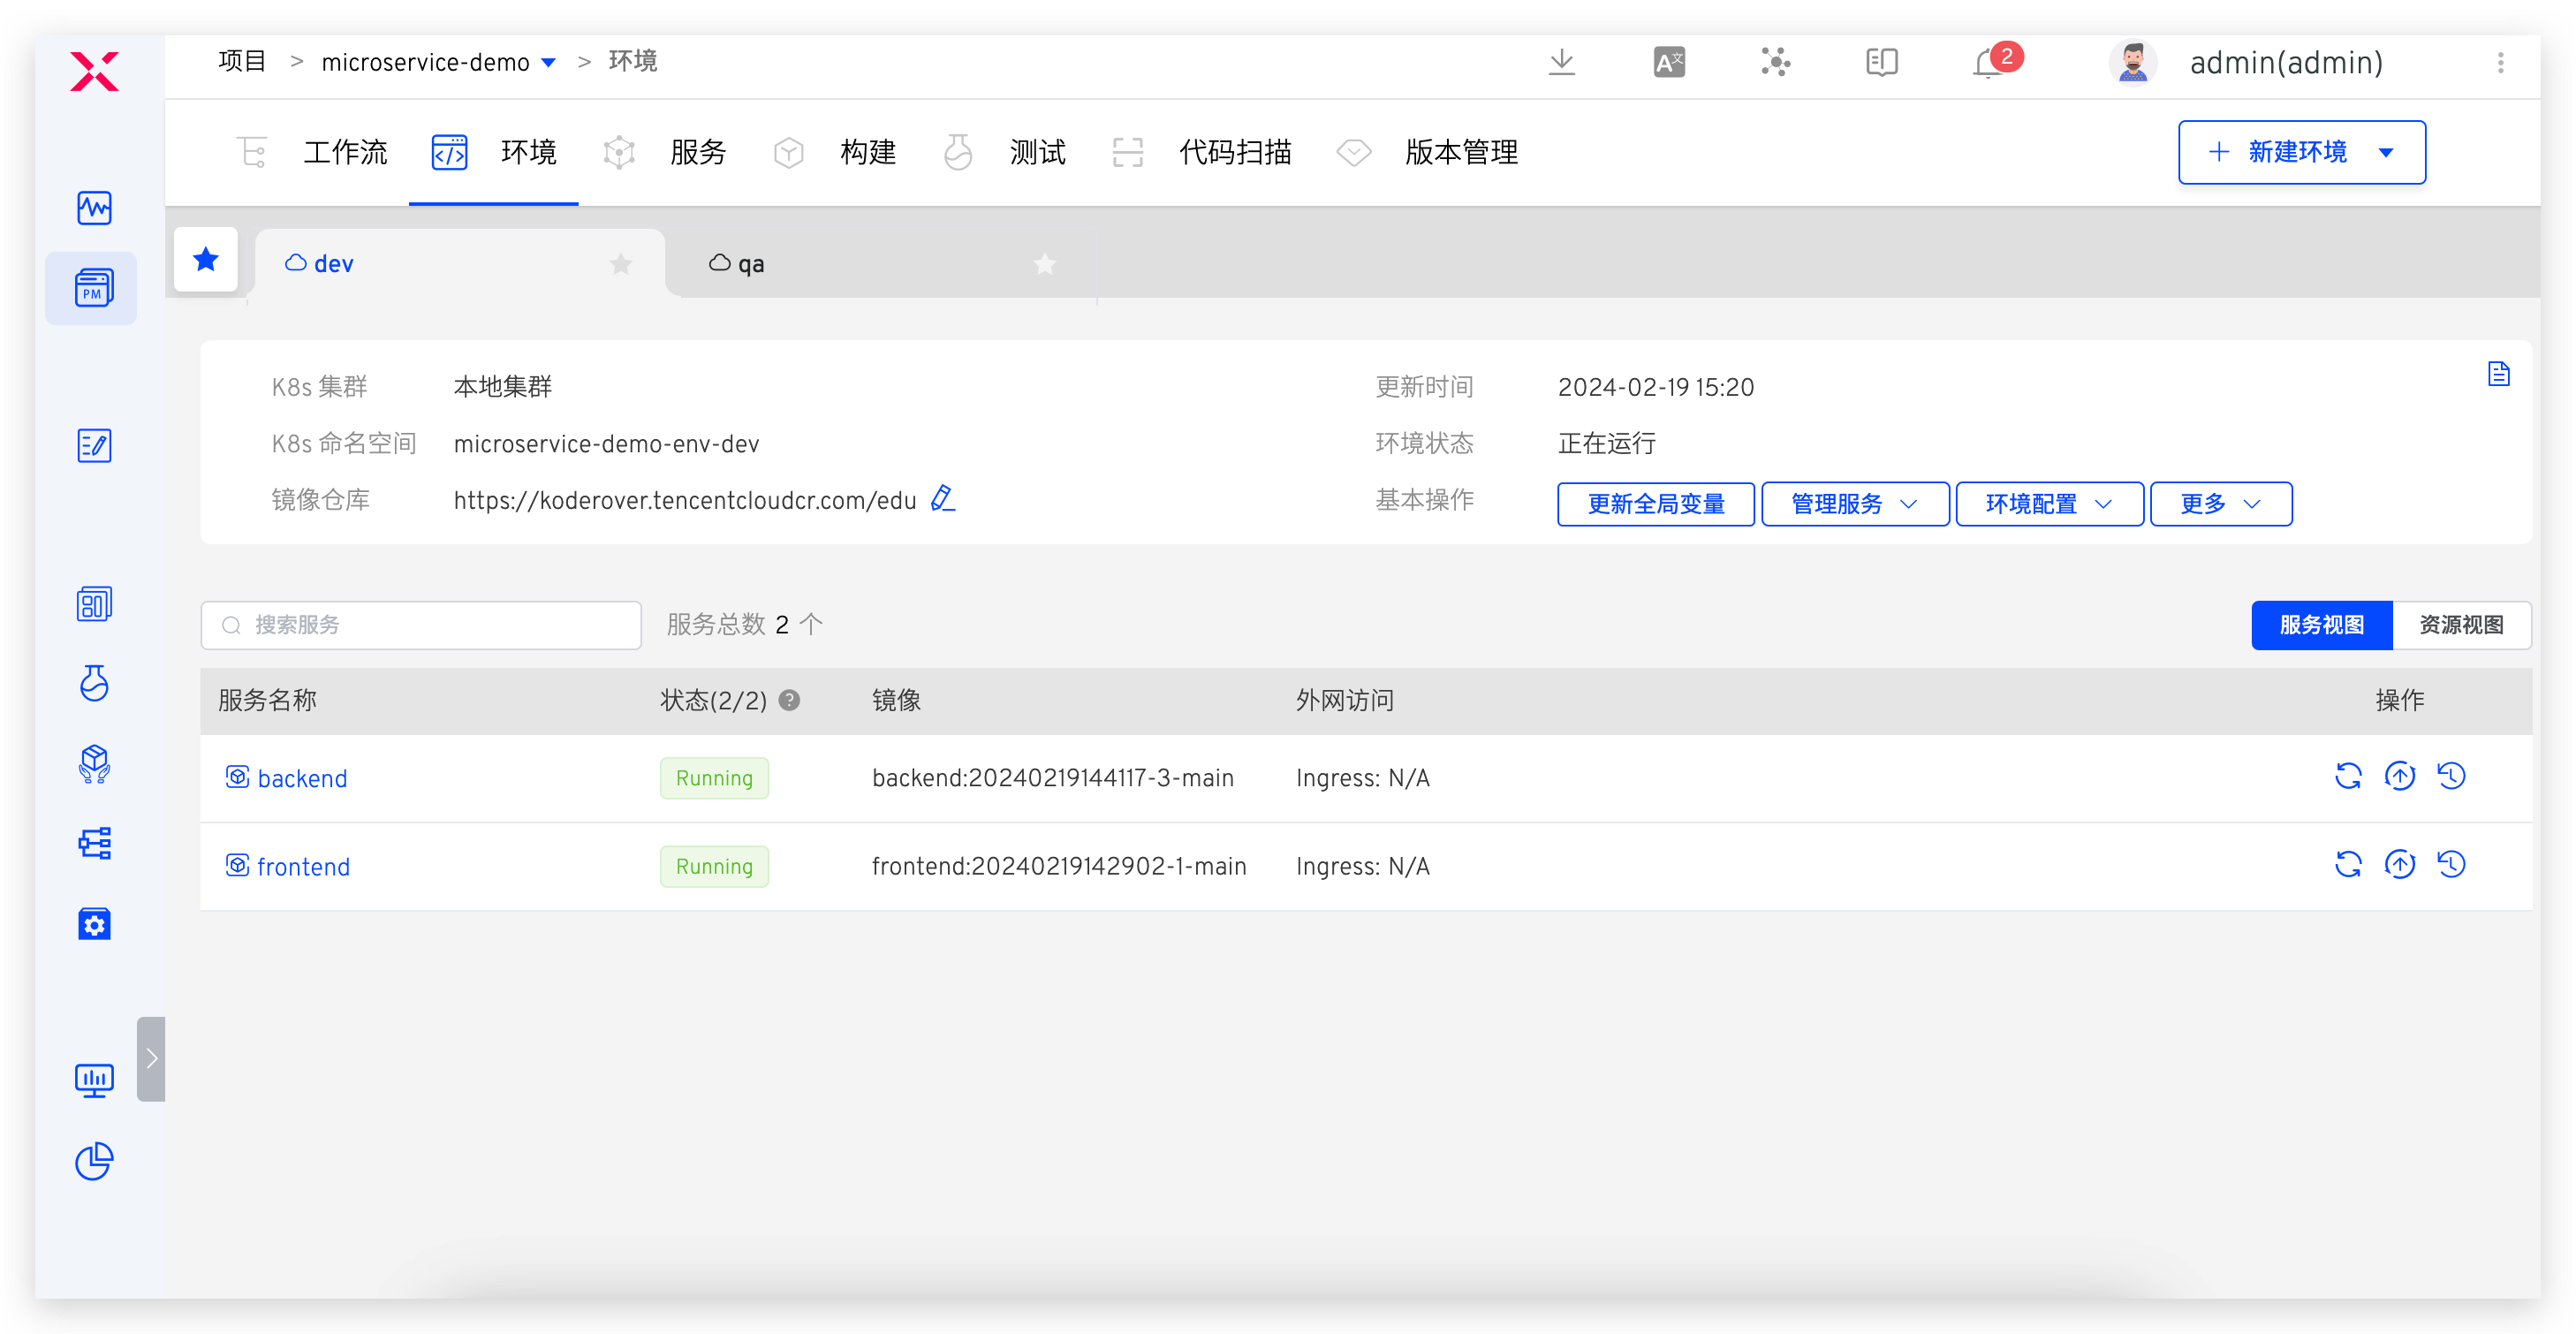 项目 > microservice-demo > 环境
2
admin(admin)
工作流 环境 服务 构建 测试 代码扫描 版本管理
+ 新建环境
PM
dev
qa
K8s 集群 本地集群
更新时间 2024-02-19 15:20
K8s 命名空间 microservice-demo-env-dev
环境状态 正在运行
镜像仓库 https://koderover.tencentcloudcr.com/edu
基本操作 更新全局变量 管理服务 环境配置 更多
搜索服务 服务总数 2 个
服务视图 资源视图
服务名称 状态(2/2) ? 镜像 外网访问 操作
backend Running backend:20240219144117-3-main Ingress: N/A
frontend Running frontend:20240219142902-1-main Ingress: N/A